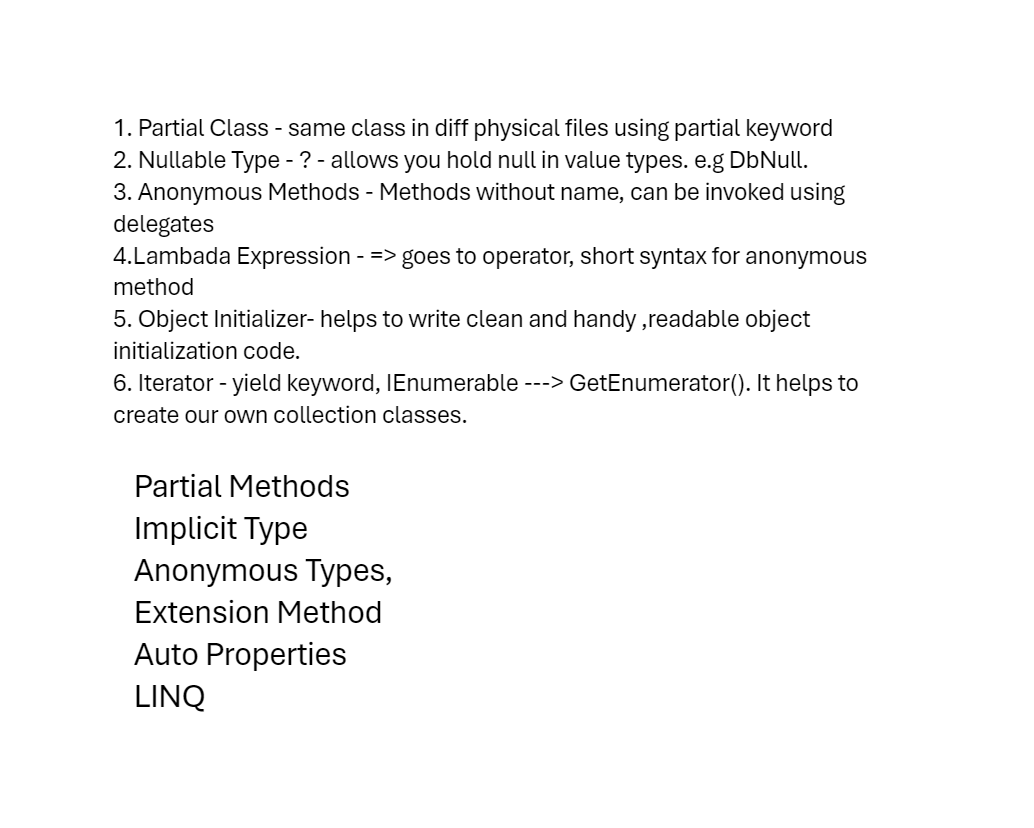 1. Partial Class - same class in diff physical files using partial keyword
2. Nullable Type - ? - allows you hold null in value types. e.g DbNull.
3. Anonymous Methods - Methods without name, can be invoked using
delegates
4.Lambada Expression - => goes to operator, short syntax for anonymous
method
5. Object Initializer- helps to write clean and handy ,readable object
initialization code.
6. Iterator - yield keyword, IEnumerable ---> GetEnumerator(). It helps to
create our own collection classes.
Partial Methods
Implicit Type
Anonymous Types,
Extension Method
Auto Properties
LINQ